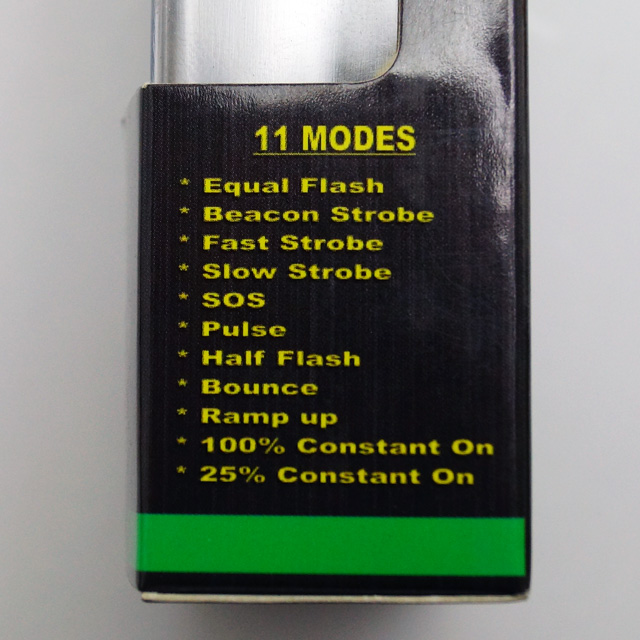 11 MODES
* Equal Flash
* Beacon Strobe
* Fast Strobe
* Slow Strobe
* SOS
* Pulse
* Half Flash
* Bounce
* Ramp up
* 100% Constant On
* 25% Constant On